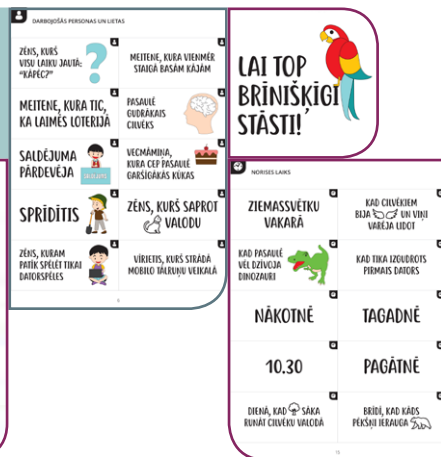 DARBOJOŠĀS PERSONAS UN LIETAS
ZĒNS, KURŠ
VISU LAIKU JAUTĀ:
“KĀPĒC?”
MEITENE, KURA VIENMĒR
STAIGĀ BASĀM KĀJĀM
MEITENE, KURA TIC,
KA LAIMĒS LOTERIJĀ
PASAULĒ
GUDRĀKAIS
CILVĒKS
SALDĒJUMA
PĀRDEVĒJA
VECMĀMIŅA,
KURA CEP PASAULĒ
GARŠĪGĀKĀS KŪKAS
SPRĪDĪTIS
ZĒNS, KURŠ SAPROT
VALODU
ZĒNS, KURAM
PATĪK SPĒLĒT TIKAI
DATORSPĒLES
VĪRIETIS, KURŠ STRĀDĀ
MOBILO TĀLRUŅU VEIKALĀ
LAI TOP
BRĪNIŠĶĪGI
STĀSTI!
NORISES LAIKS
ZIEMASSVĒTKU
VAKARĀ
KAD CILVĒKIEM
BIJA UN VIŅI
VARĒJA LIDOT
KAD PASAULĒ
VĒL DZĪVOJA
DINOZAURI
KAD TIKA IZGUDROTS
PIRMAIS DATORS
NĀKOTNĒ
TAGADNĒ
10.30
PAGĀTNĒ
DIENĀ, KAD SĀKA
RUNĀT CILVĒKU VALODĀ
BRĪDĪ, KAD KĀDS
PĒKŠŅI IERAUGA